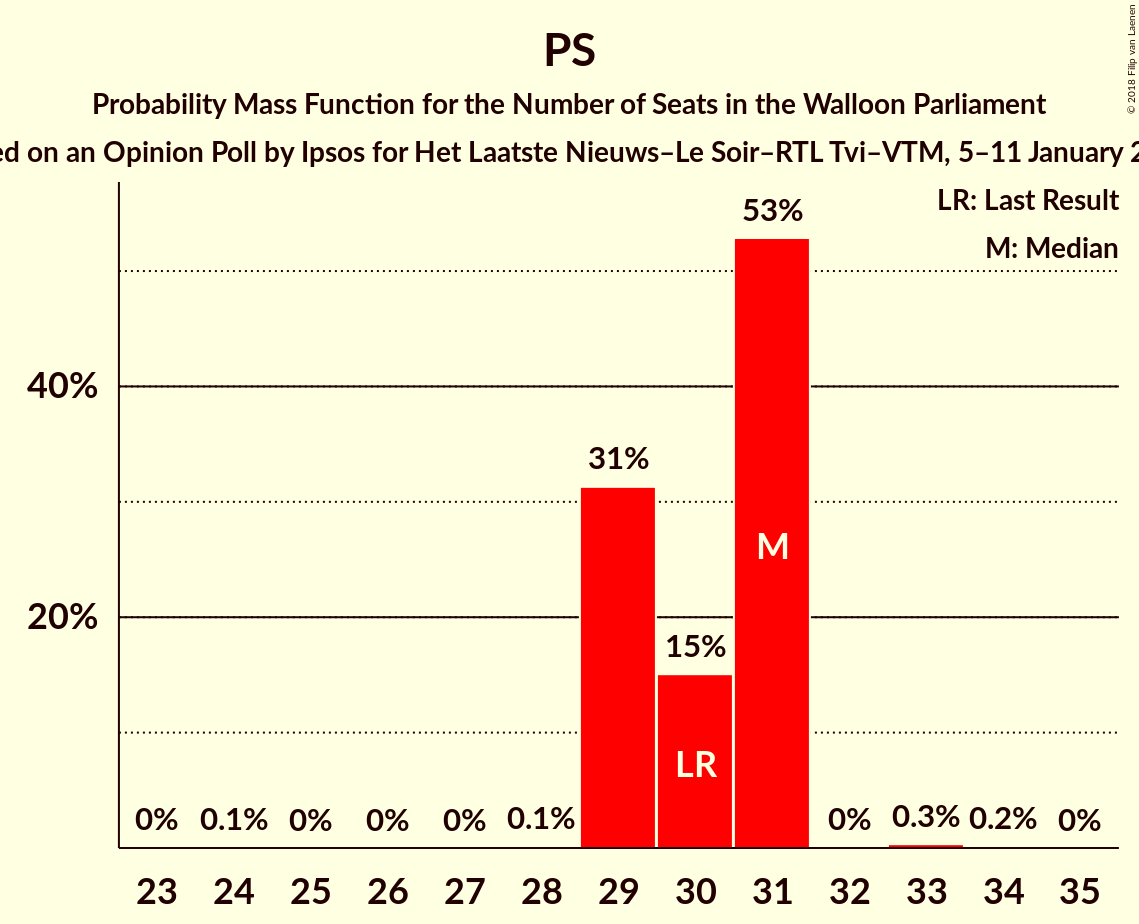 PS
Probability Mass Function for the Number of Seats in the Walloon Parliament
on an Opinion Poll by Ipsos for Het Laatste Nieuws–Le Soir–RTL Tvi–VTM, 5–11 January
© 2018 Filip van Laenen
LR: Last Result
M: Median
53%
40%
31%
M
20%
15%
LR
0% 0.1% 0% 0% 0% 0.1% 0% 0.3% 0.2% 0%
23 24 25 26 27 28 29 30 31 32 33 34 35